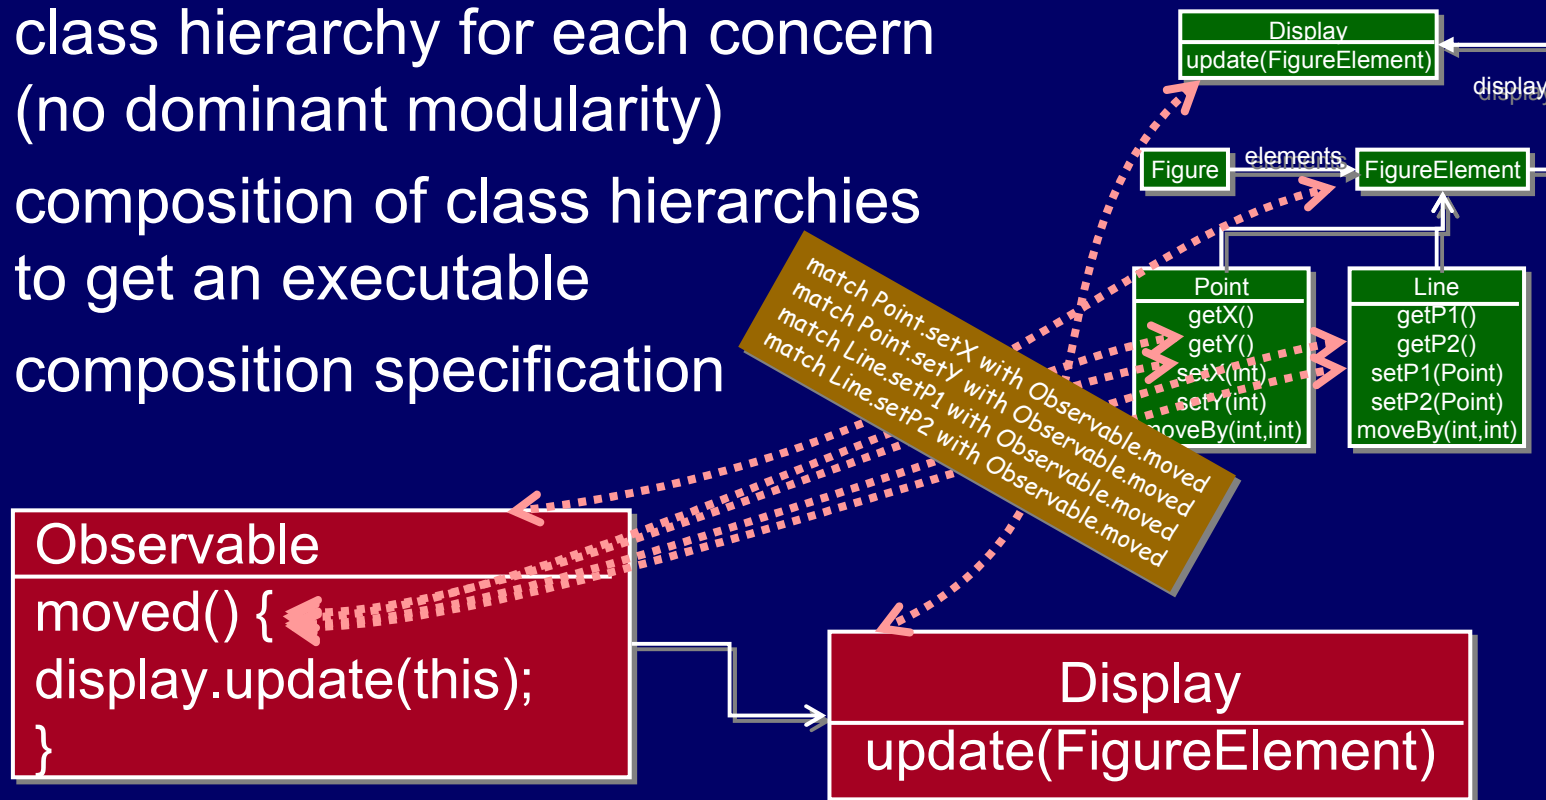 class hierarchy for each concern
(no dominant modularity)
composition of class hierarchies
to get an executable
composition specification
Display
update(FigureElement)
display
Figure
elements
FigureElement
Point
getX()
getY()
setX(int)
setY(int)
moveBy(int,int)
Line
getP1()
getP2()
setP1(Point)
setP2(Point)
moveBy(int,int)
match Point.setX with Observable.moved
match Point.setY with Observable.moved
match Line.setP1 with Observable.moved
match Line.setP2 with Observable.moved
Observable
moved() {
display.update(this);
}
Display
update(FigureElement)